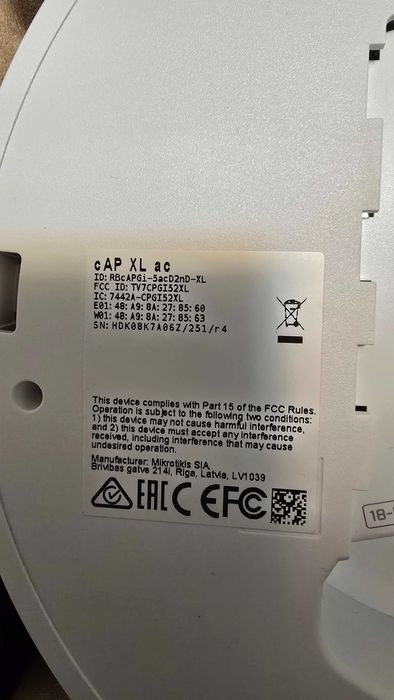 cAP XL ac
ID: RBcAPGi-5acD2nD-XL
FCC ID: TV7CPGI52XL
IC: 7442A-CPGI52XL
E01: 48: A9: 8A: 27: 85: 60
W01: 48: A9: 8A: 27: 85: 63
SN: HDK08K7A06Z/251/r4
This device complies with Part 15 of the FCC Rules.
Operation is subject to the following two conditions:
1) this device may not cause harmful interference,
and 2) this device must accept any interference
received, including interference that may cause
undesired operation.
Manufacturer: Mikrotikls SIA,
Brivibas gatve 214i, Riga, Latvia, LV1039
EAC CE FC
18-